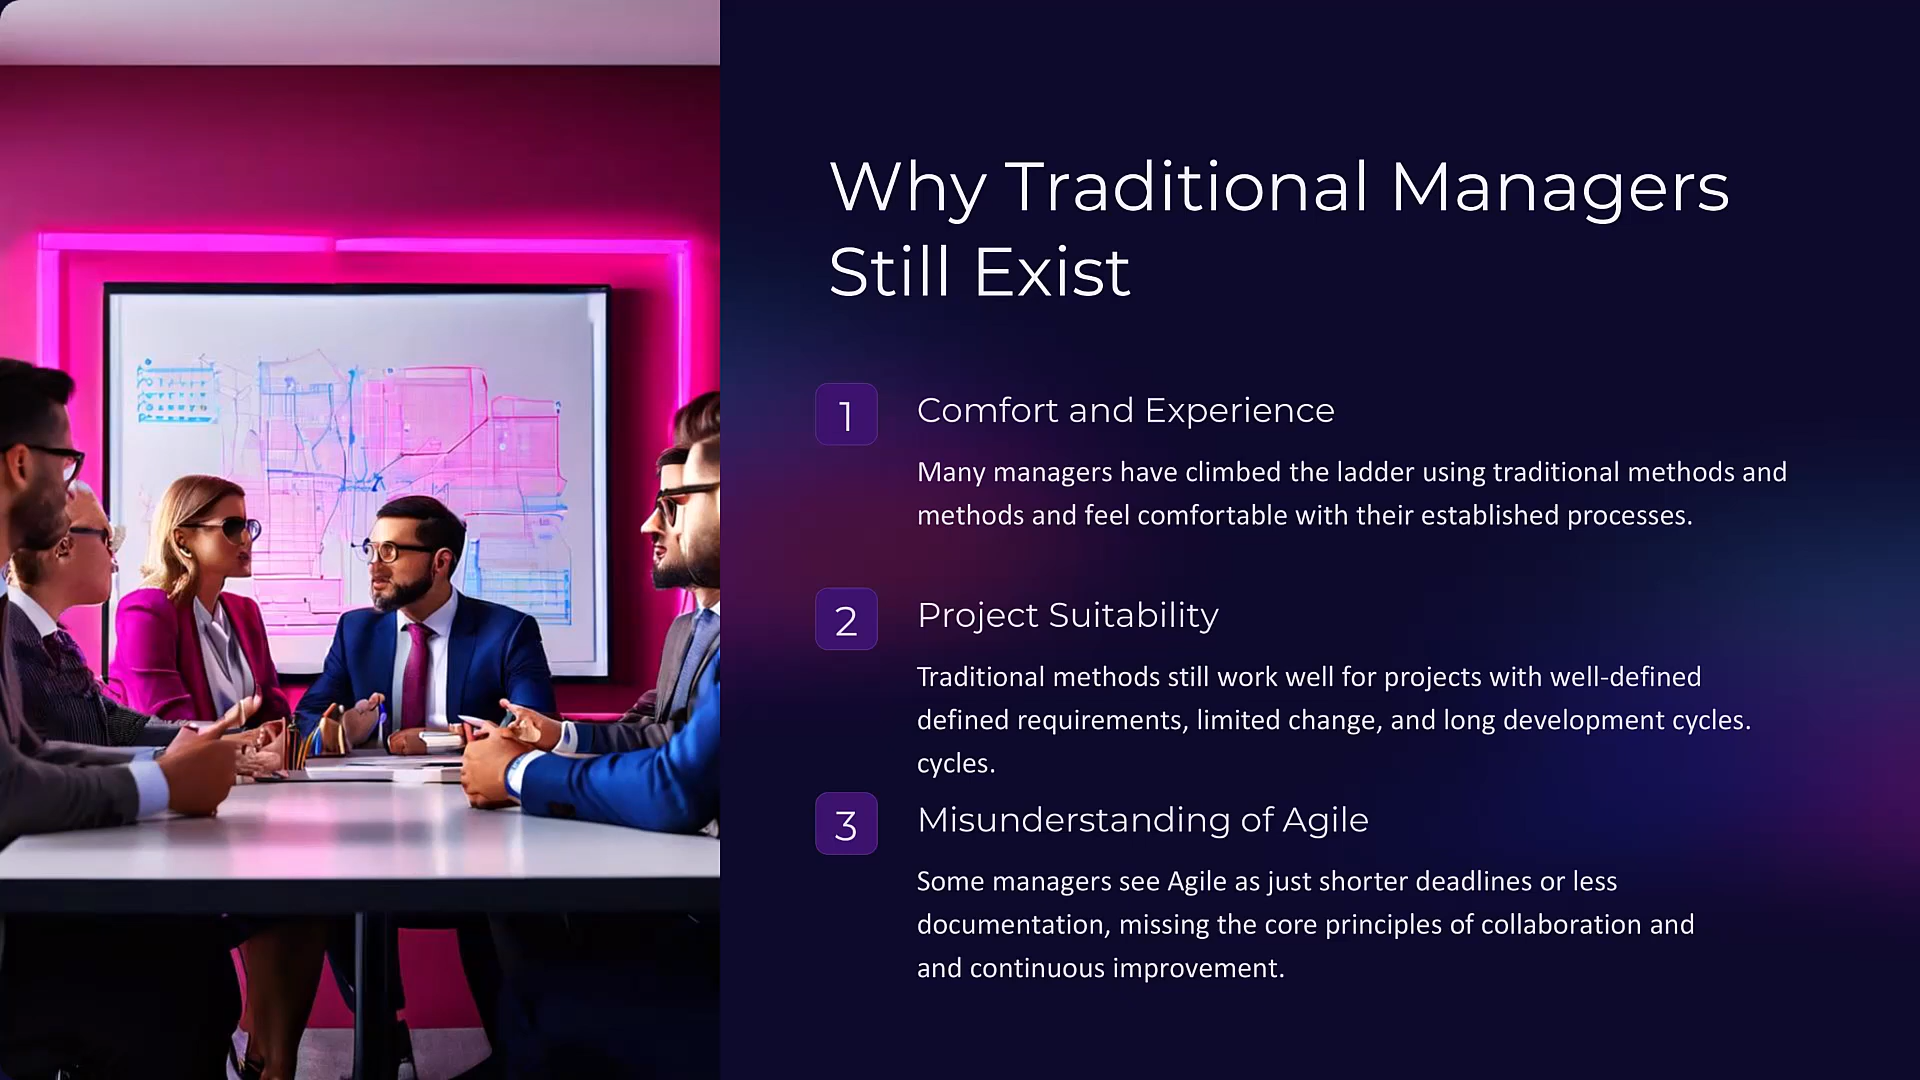 Why Traditional Managers
Still Exist
1
Comfort and Experience
Many managers have climbed the ladder using traditional methods and
methods and feel comfortable with their established processes.
2
Project Suitability
Traditional methods still work well for projects with well-defined
defined requirements, limited change, and long development cycles.
cycles.
3
Misunderstanding of Agile
Some managers see Agile as just shorter deadlines or less
documentation, missing the core principles of collaboration and
and continuous improvement.